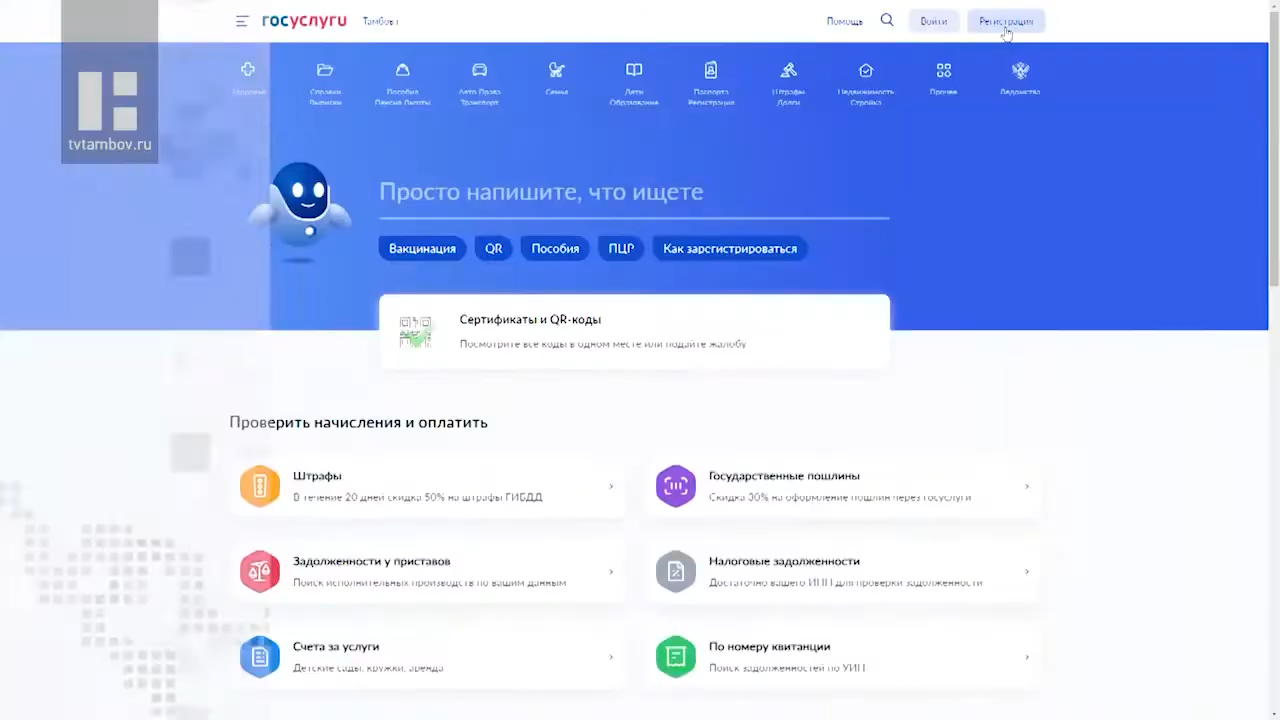 госуслуги
Тамбов г
Помощь
Войти
Регистрация
Здоровье
Справки
Выписки
Пособия
Пенсия Льготы
Авто Права
Транспорт
Семья
Дети
Образование
Паспорта
Регистрация
Штрафы
Долги
Недвижимость
Стройка
Прочее
Ведомства
tvtambov.ru
Просто напишите, что ищете
Вакцинация
QR
Пособия
ПЦР
Как зарегистрироваться
Сертификаты и QR-коды
Посмотрите все коды в одном месте или подайте жалобу
Проверить начисления и оплатить
Штрафы
В течение 20 дней скидка 50% на штрафы ГИБДД
Государственные пошлины
Скидка 30% на оформление пошлин через госуслуги
Задолженности у приставов
Поиск исполнительных производств по вашим данным
Налоговые задолженности
Достаточно вашего ИНН для проверки задолженности
Счета за услуги
Детские сады, кружки, аренда
По номеру квитанции
Поиск задолженностей по УИН